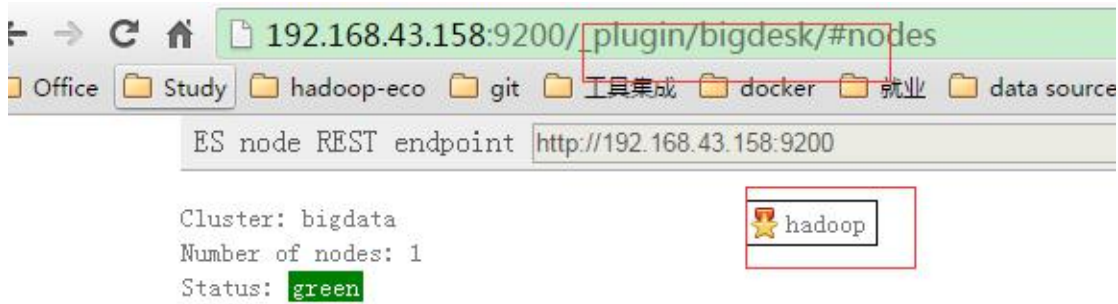 192.168.43.158:9200/_plugin/bigdesk/#nodes
Office Study hadoop-eco git 工具集成 docker 就业 data source
ES node REST endpoint http://192.168.43.158:9200
Cluster: bigdata
hadoop
Number of nodes: 1
Status: green